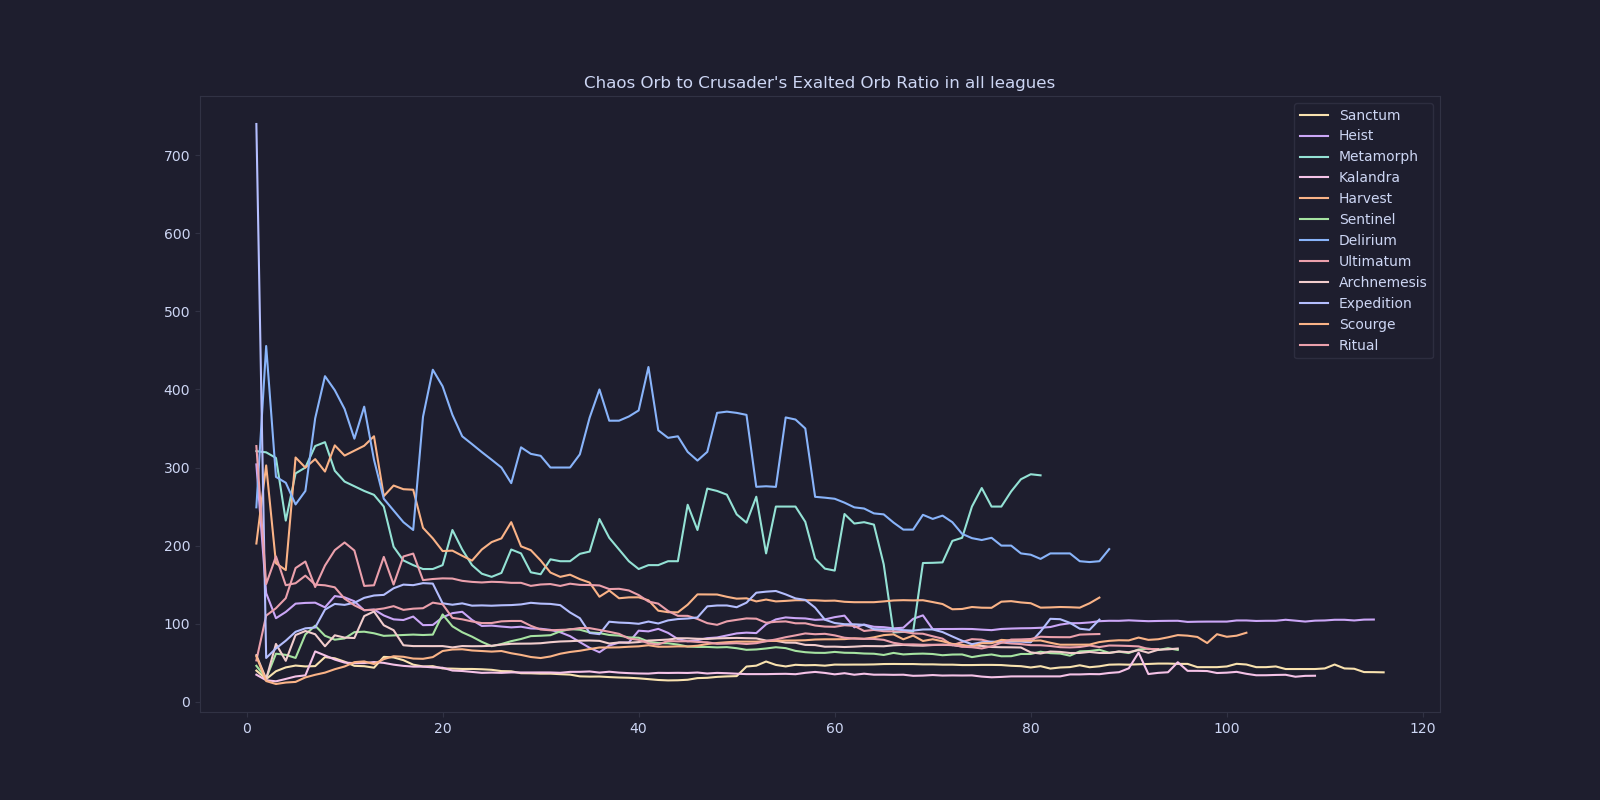 Chaos Orb to Crusader's Exalted Orb Ratio in all leagues
Sanctum
Heist
Metamorph
Kalandra
Harvest
Sentinel
Delirium
Ultimatum
Archnemesis
Expedition
Scourge
Ritual
700
600
500
400
300
200
100
0
0 20 40 60 80 100 120